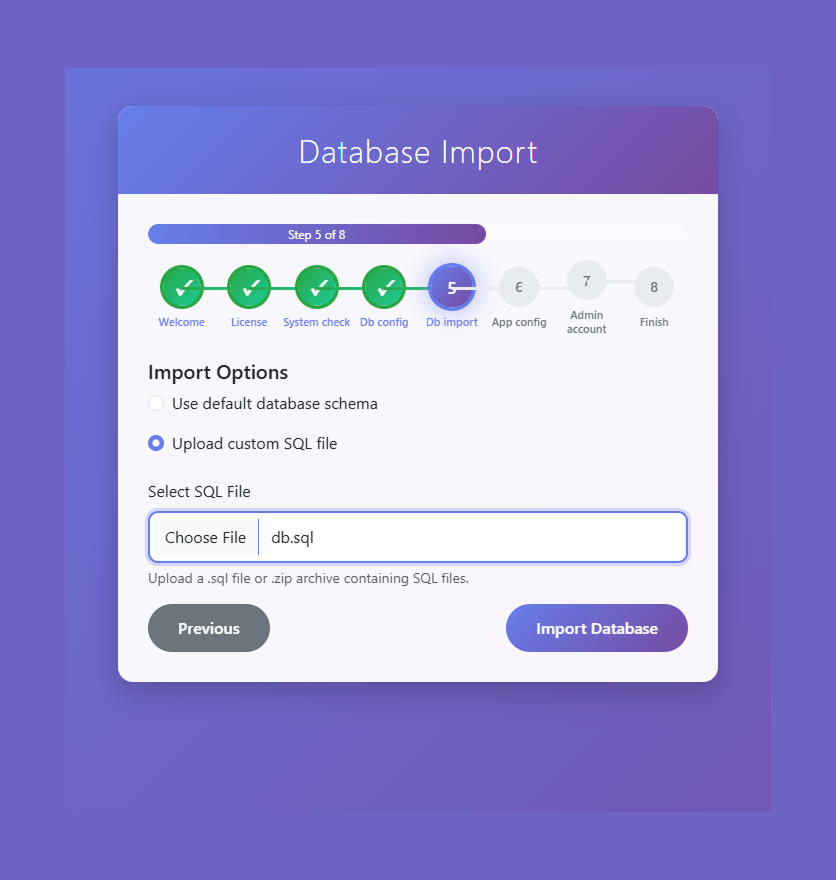 Database Import
Step 5 of 8
5
6
7
8
Welcome
License
System check
Db config
Db import
App config
Admin
account
Finish
Import Options
Use default database schema
Upload custom SQL file
Select SQL File
Choose File
db.sql
Upload a .sql file or .zip archive containing SQL files.
Previous
Import Database